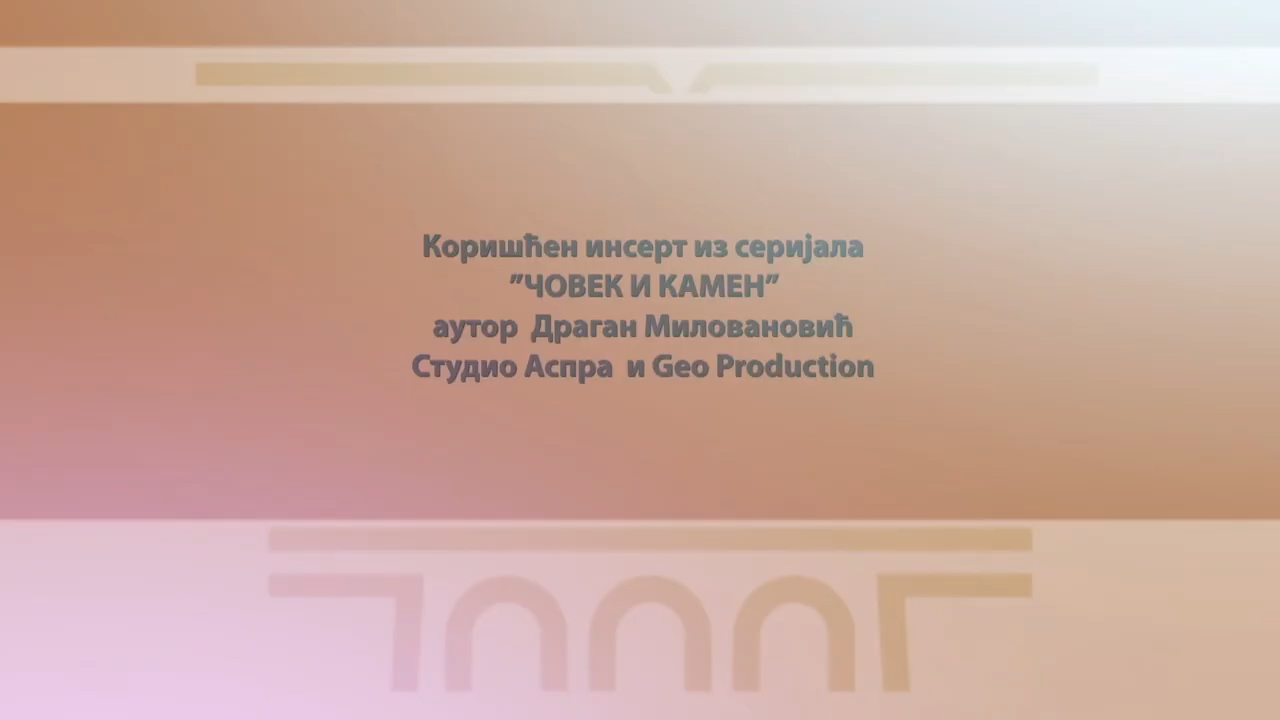 Коришћен инсерт из серијала
”ЧОВЕК И КАМЕН”
аутор Драган Миловановић
Студио Аспра и Geo Production